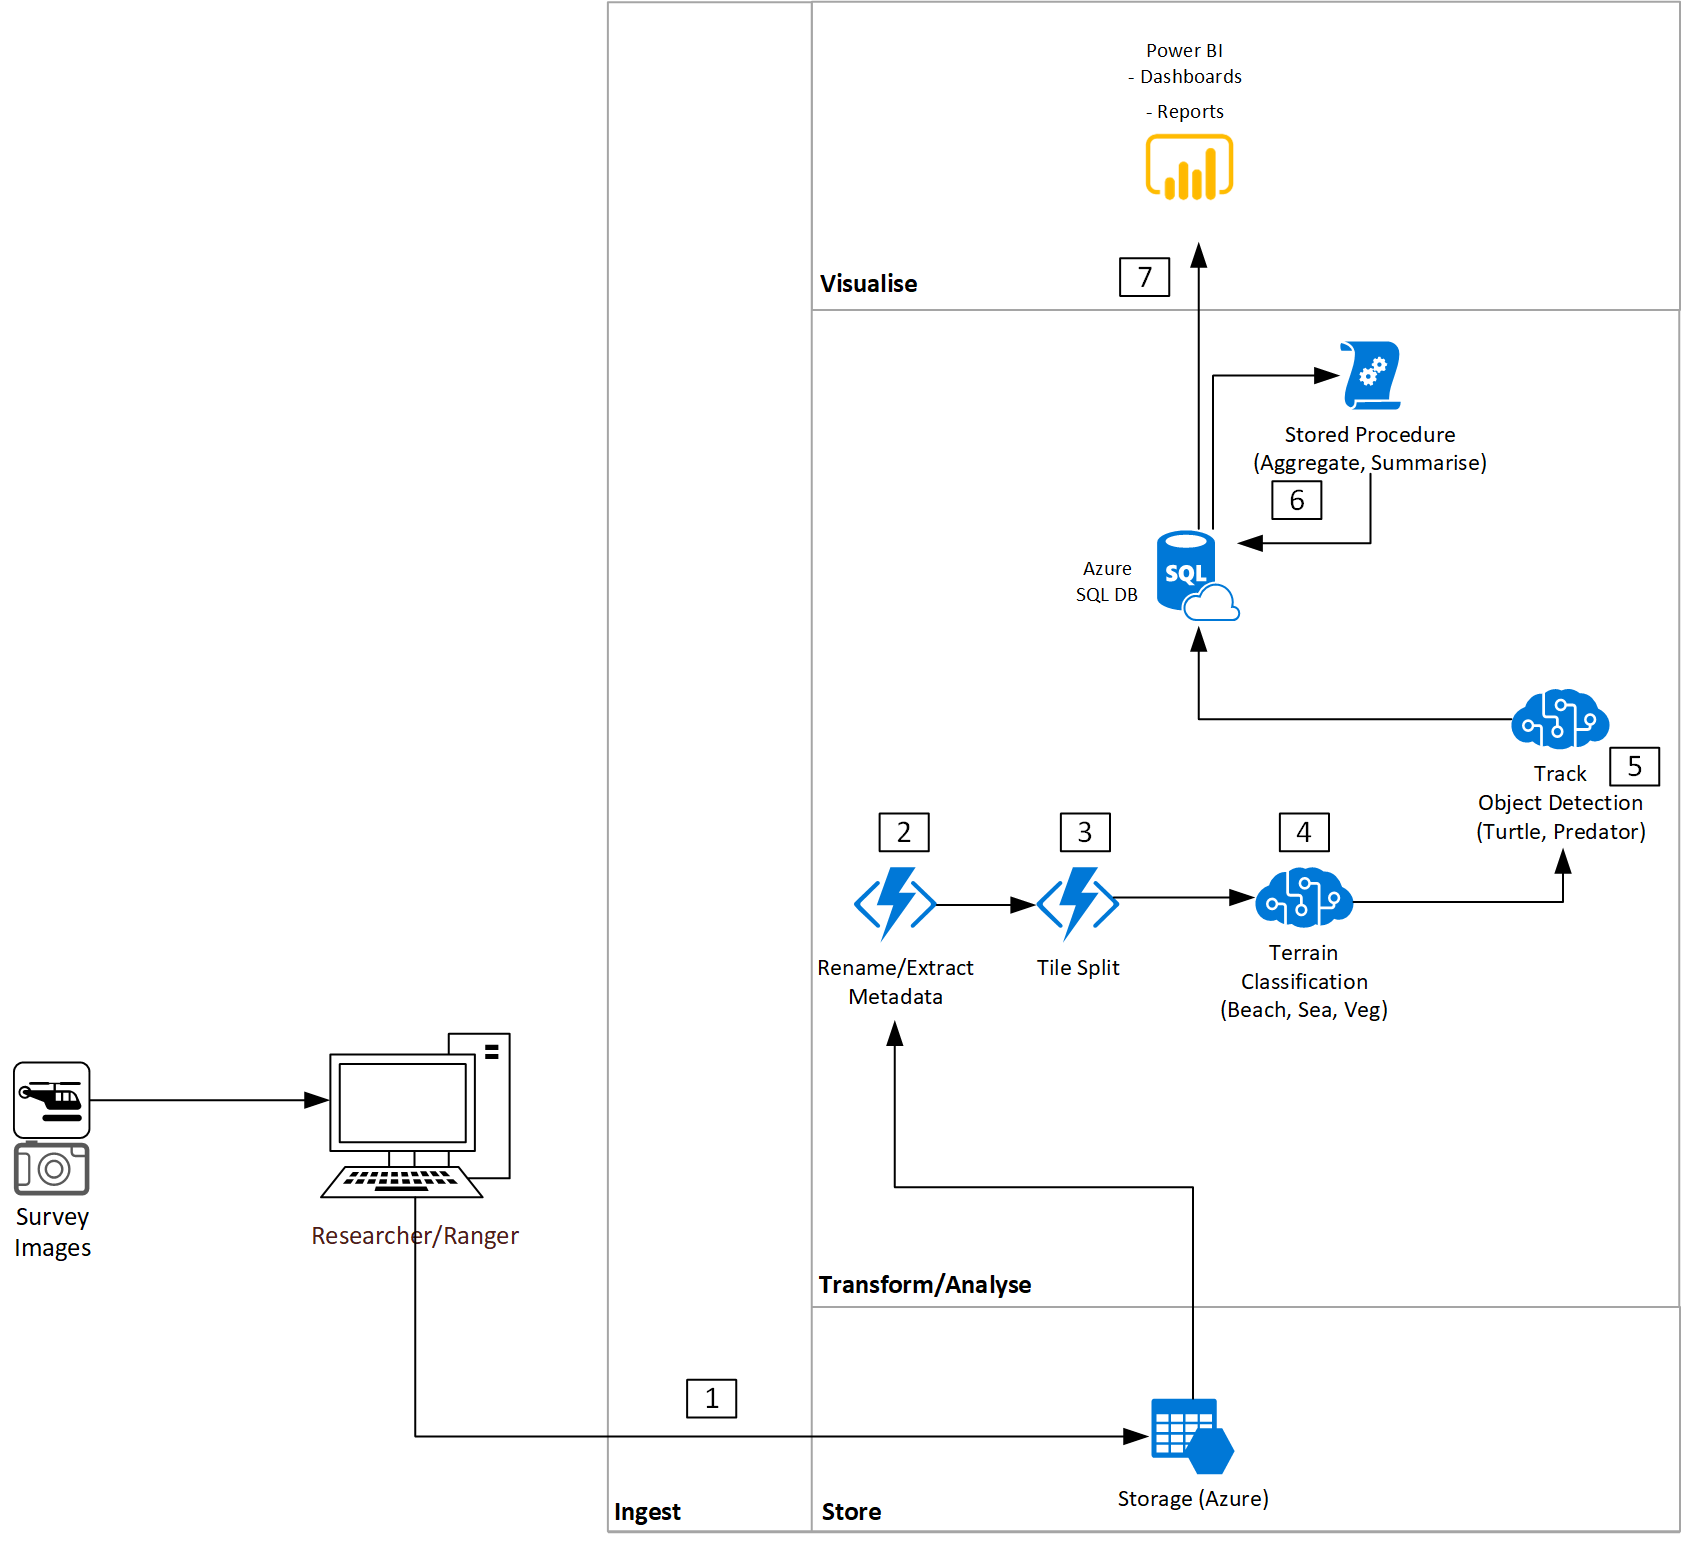 Power BI
- Dashboards
- Reports
7
Visualise
Stored Procedure
(Aggregate, Summarise)
6
Azure
SQL DB
SQL
5
Track
Object Detection
(Turtle, Predator)
2
3
4
Rename/Extract
Metadata
Tile Split
Terrain
Classification
(Beach, Sea, Veg)
Survey
Images
Researcher/Ranger
Transform/Analyse
1
Storage (Azure)
Ingest
Store